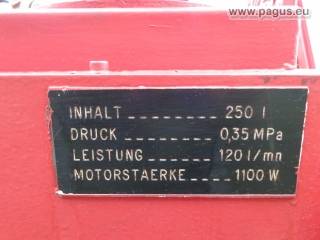 www.pagus.eu
INHALT ________ 250 l
DRUCK ________ 0,35 MPa
LEISTUNG ______ 120 l/mn
MOTORSTAERKE ____ 1100 W